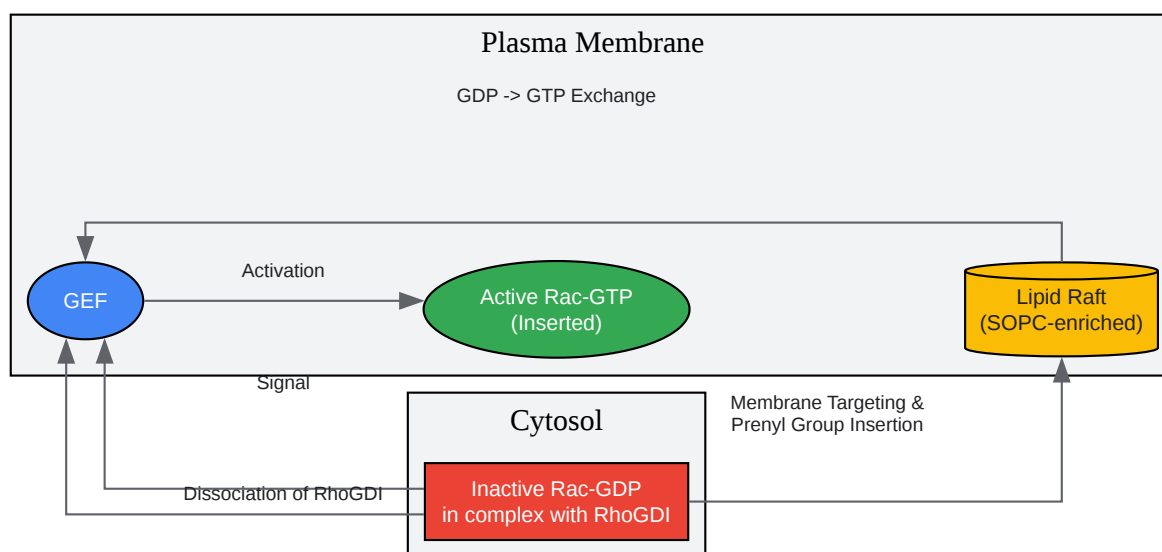 Plasma Membrane
GDP -> GTP Exchange
GEF
Activation
Active Rac-GTP
(Inserted)
Lipid Raft
(SOPC-enriched)
Signal
Membrane Targeting &
Prenyl Group Insertion
Cytosol
Dissociation of RhoGDI
Inactive Rac-GDP
in complex with RhoGDI